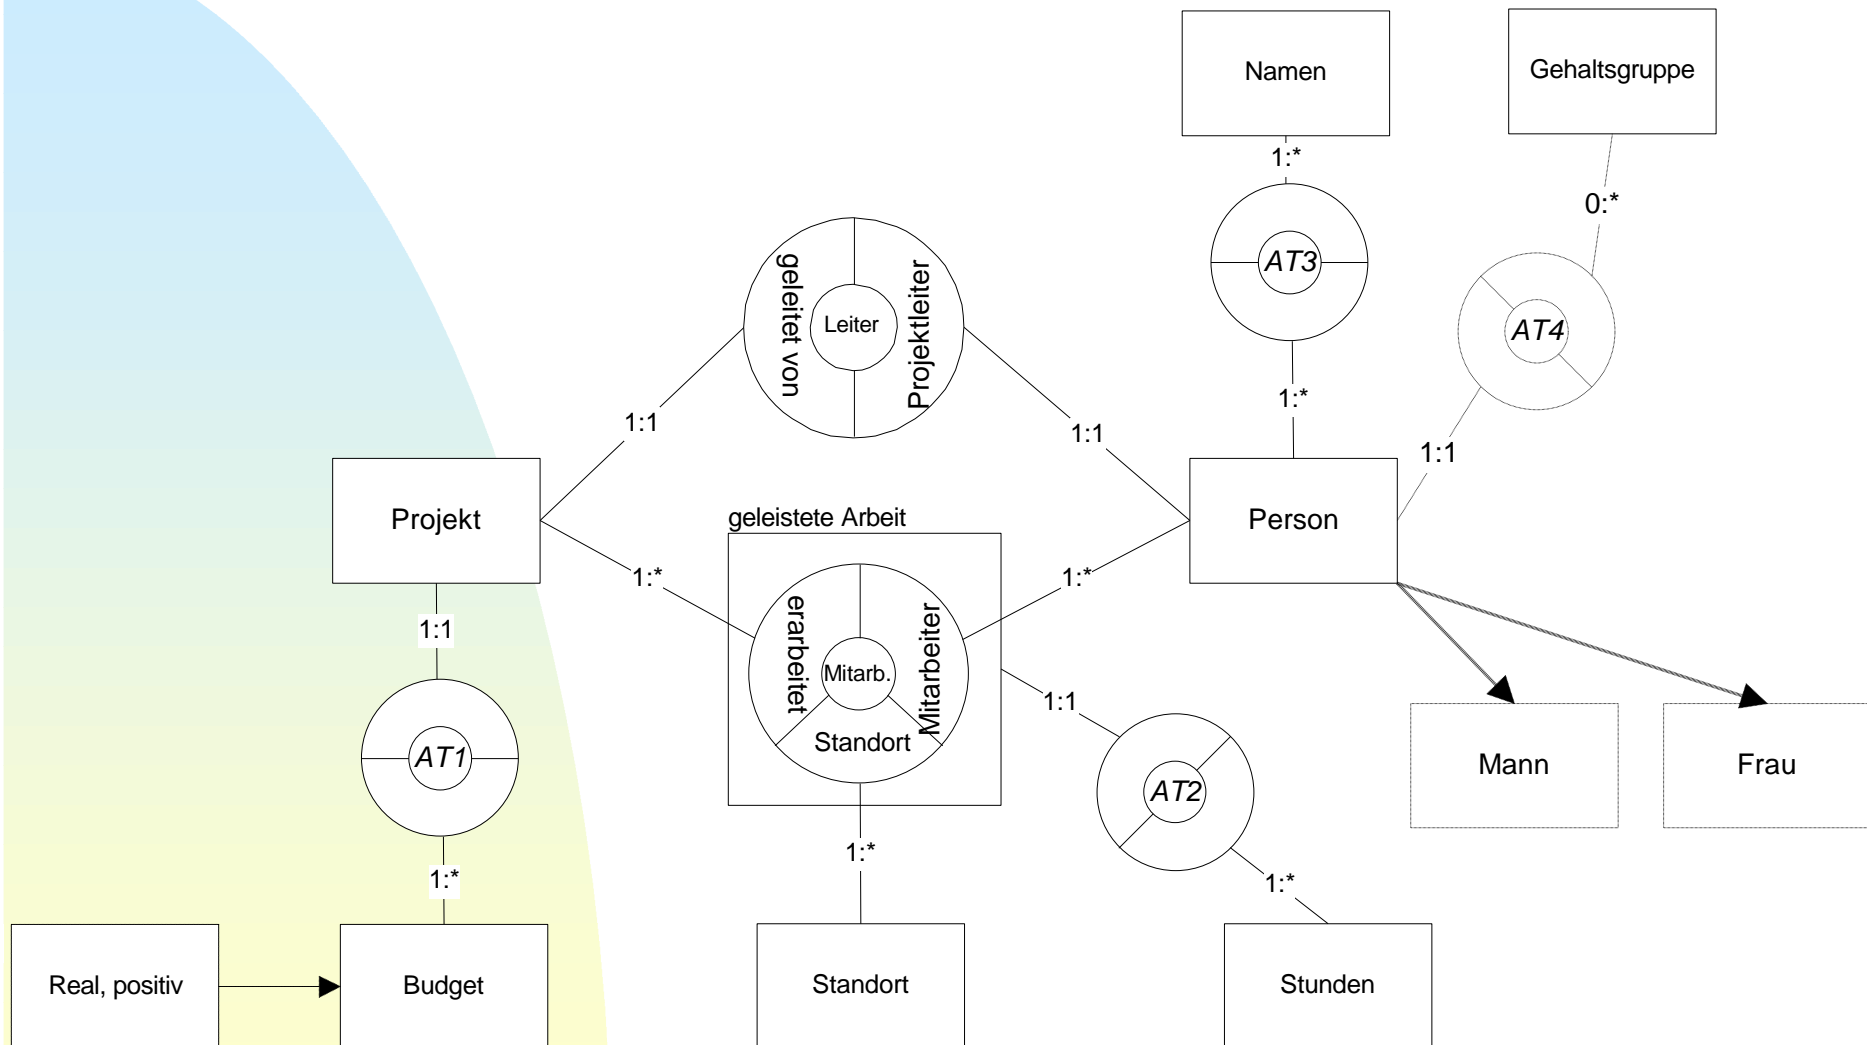 Namen
Gehaltsgruppe
1:*
0:*
geleitet von
Leiter
Projektleiter
AT3
AT4
1:1
1:1
1:*
1:1
Projekt
Person
geleistete Arbeit
1:*
1:*
1:1
erarbeitet
Mitarb.
Mitarbeiter
Standort
1:1
AT1
AT2
Mann
Frau
1:*
1:*
1:*
Real, positiv
Budget
Standort
Stunden